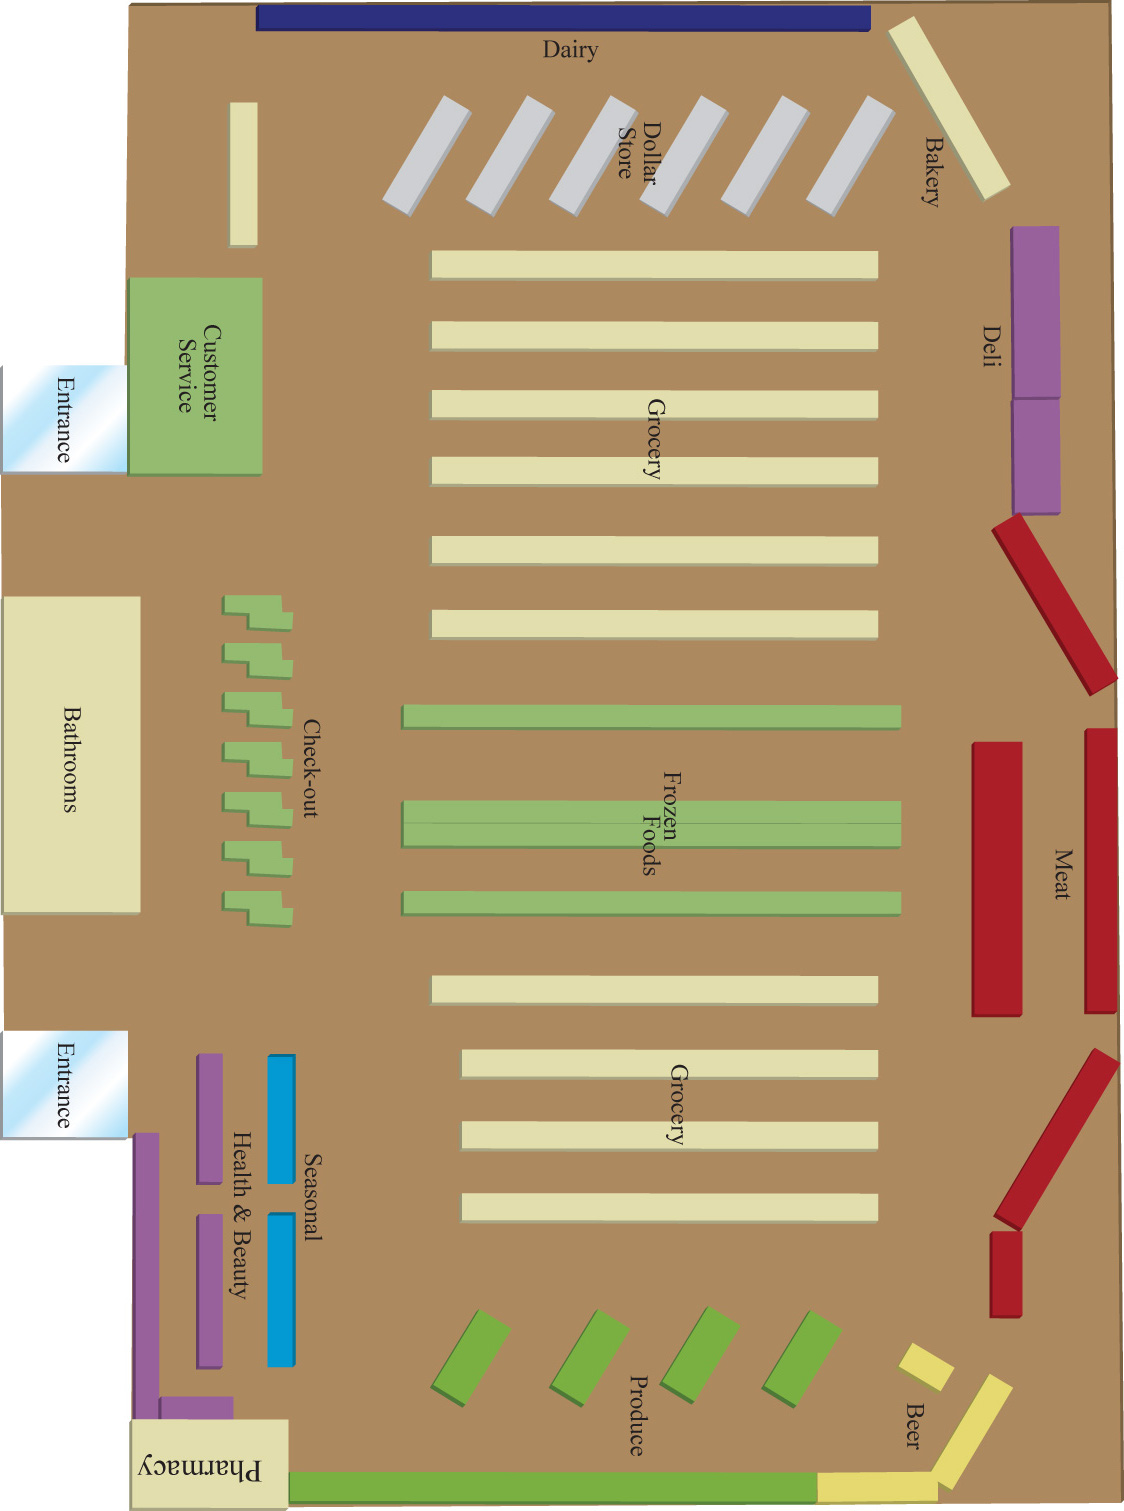 Dairy
Dollar
Store
Bakery
Customer
Service
Deli
Entrance
Grocery
Bathrooms
Check-out
Frozen
Foods
Meat
Entrance
Grocery
Health & Beauty
Seasonal
Produce
Beer
Pharmacy